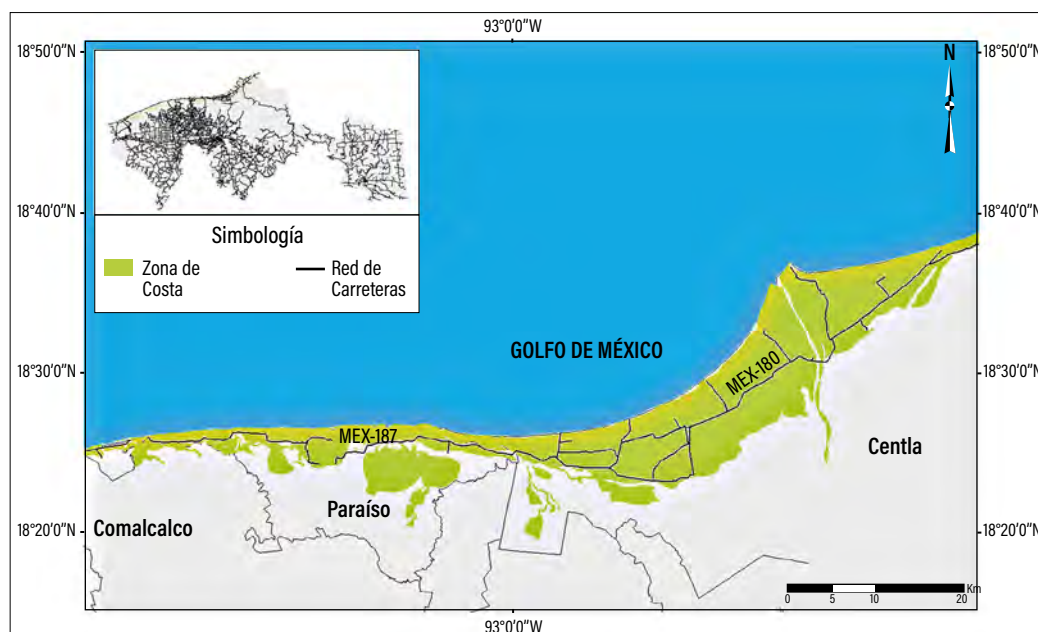 93°0'0"W
18°50'0"N
18°50'0"N
N
18°40'0"N
18°40'0"N
Simbología
Zona de
Costa
Red de
Carreteras
GOLFO DE MÉXICO
MEX-180
18°30'0"N
18°30'0"N
MEX-187
Centla
Paraíso
Comalcalco
18°20'0"N
18°20'0"N
Km
0 5 10 20
93°0'0"W